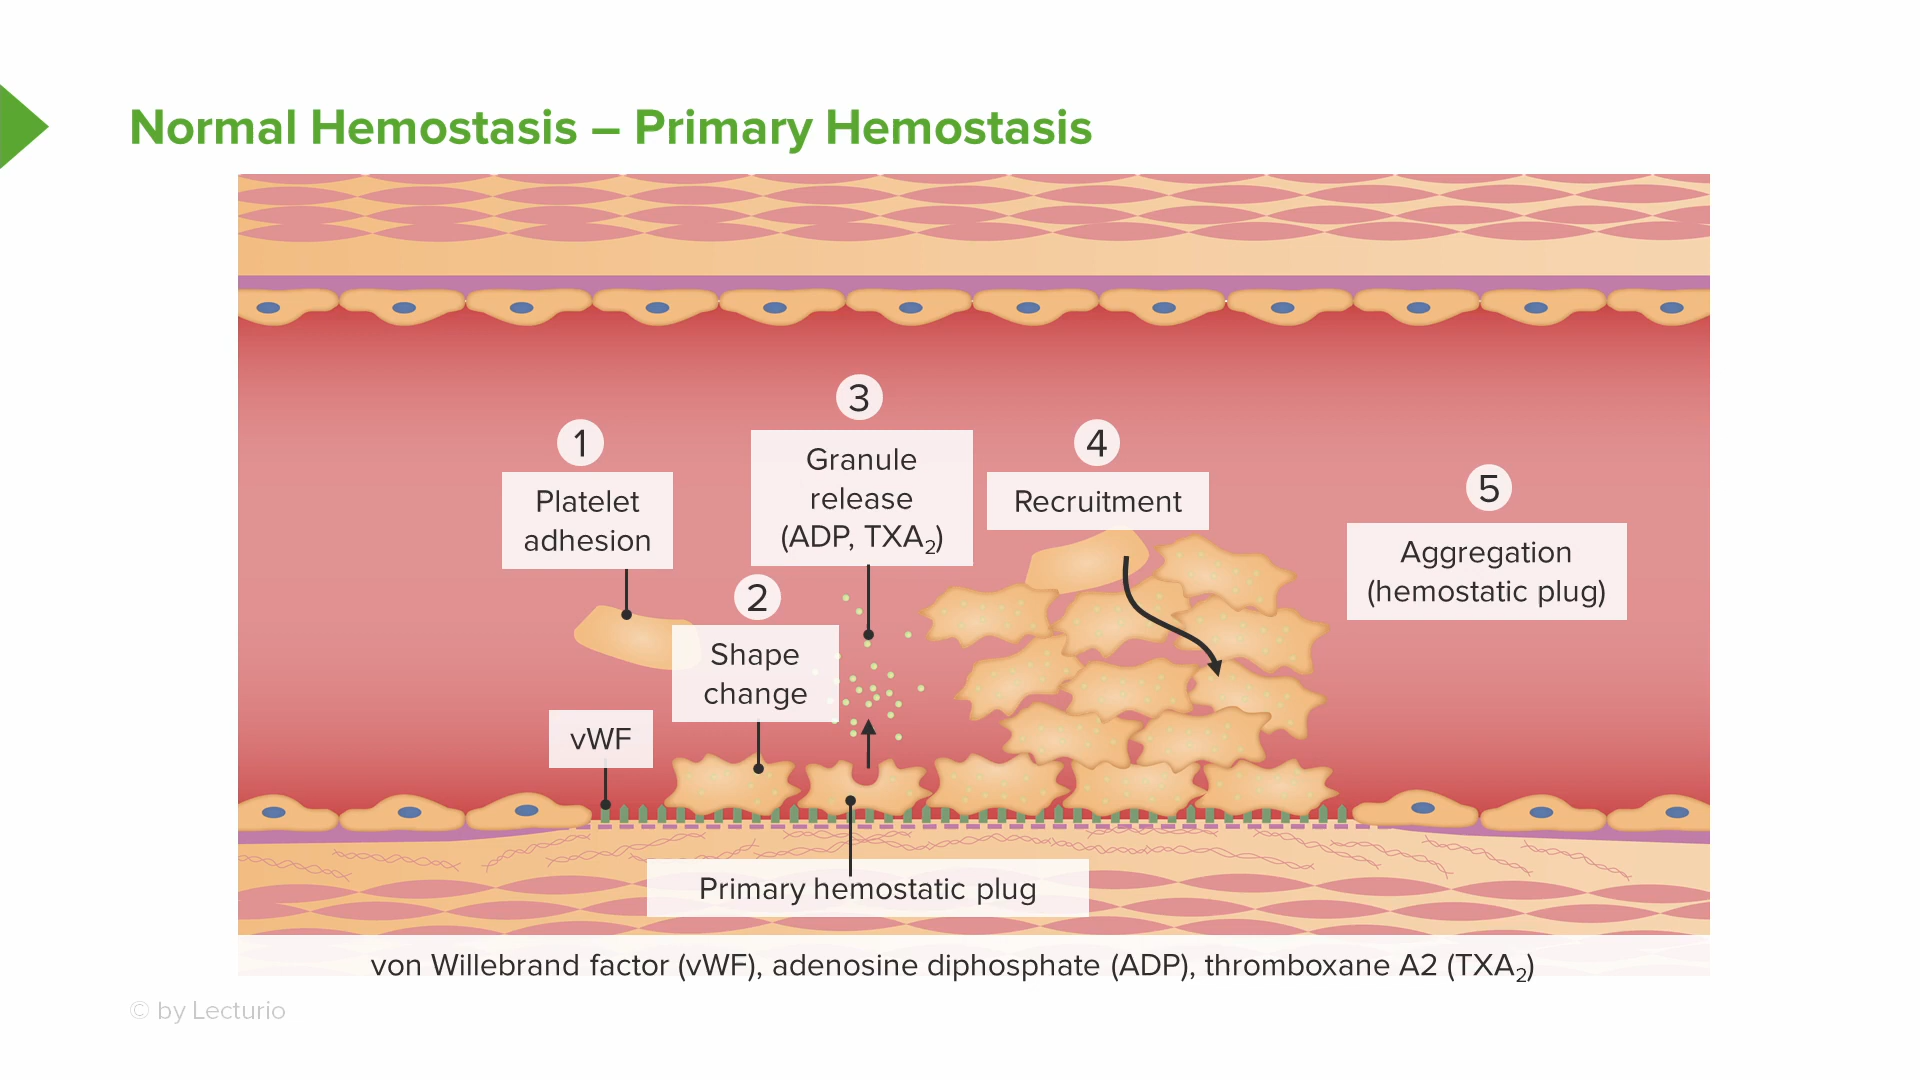 Normal Hemostasis – Primary Hemostasis
1
Platelet
adhesion
2
Shape
change
3
Granule
release
(ADP, TXA₂)
4
Recruitment
5
Aggregation
(hemostatic plug)
vWF
Primary hemostatic plug
von Willebrand factor (vWF), adenosine diphosphate (ADP), thromboxane A2 (TXA₂)
© by Lecturio